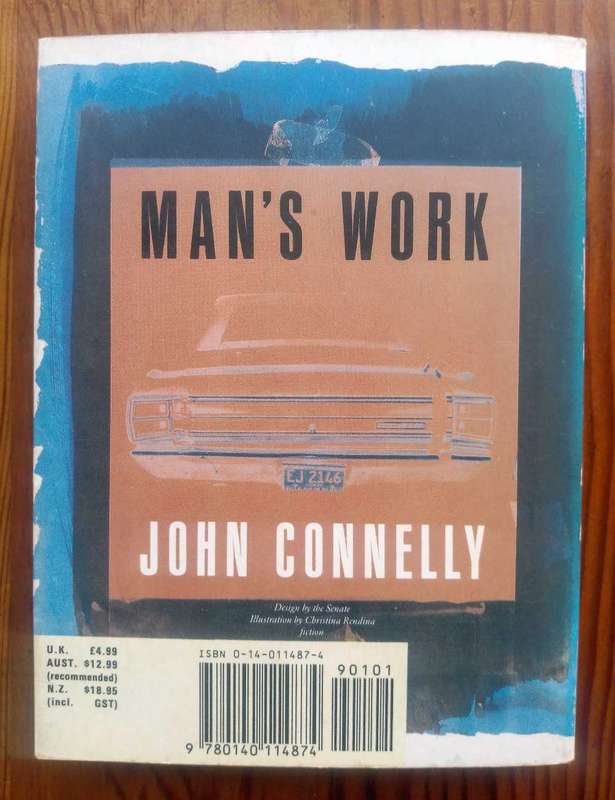 MAN'S WORK
EJ 2146
JOHN CONNELLY
Design by the Senate
Illustration by Christina Rendina
fiction
U.K. £4.99
AUST. $12.99
(recommended)
N.Z. $18.95
(incl. GST)
ISBN 0-14-011487-4
90101
9 780140 114874